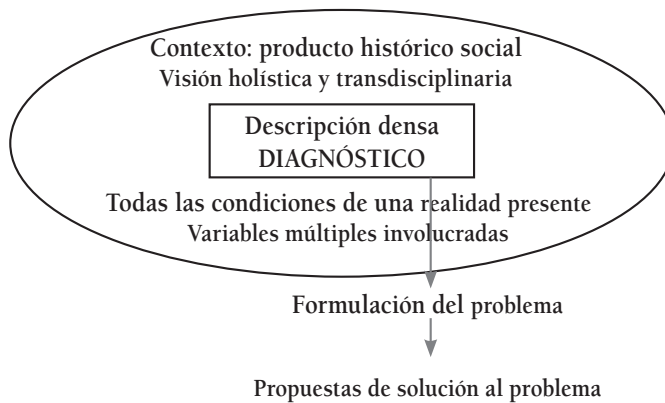 Contexto: producto histórico social
Visión holística y transdisciplinaria
Descripción densa
DIAGNÓSTICO
Todas las condiciones de una realidad presente
Variables múltiples involucradas
Formulación del problema
Propuestas de solución al problema